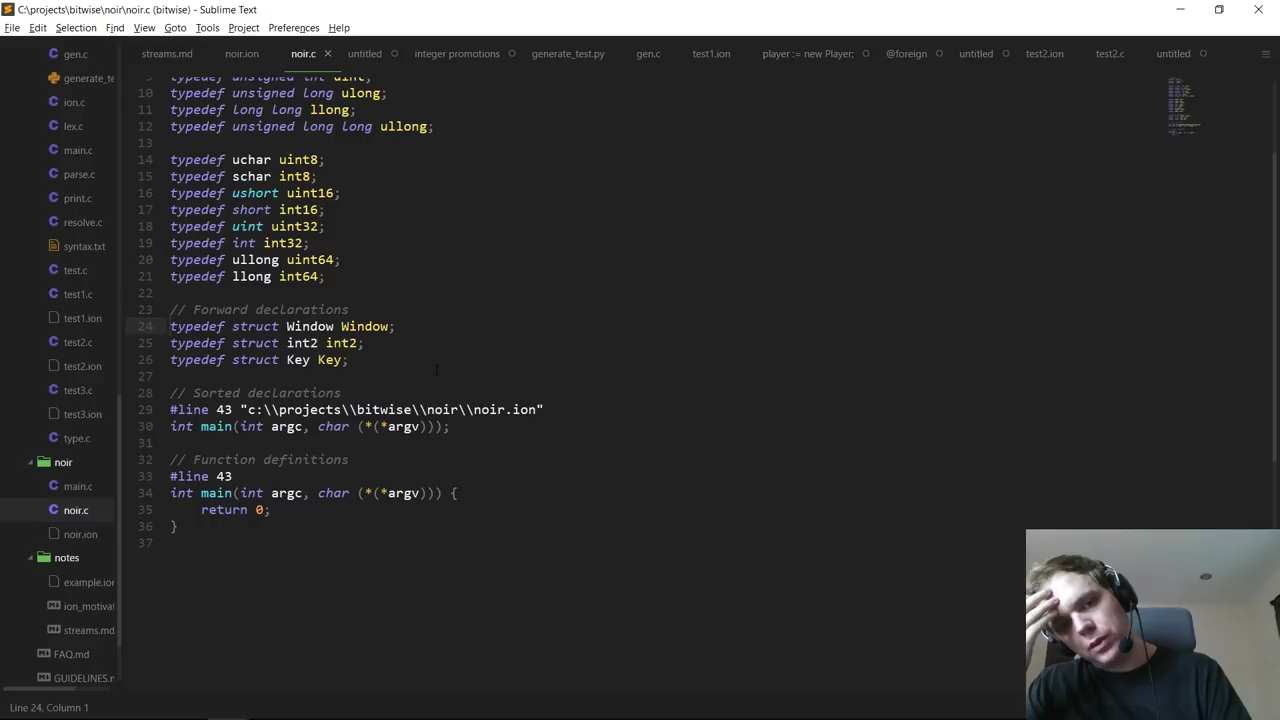 C:\projects\bitwise\noir\noir.c (bitwise) - Sublime Text
File Edit Selection Find View Goto Tools Project Preferences Help
streams.md noir.ion noir.c × untitled integer promotions generate_test.py gen.c test1.ion player := new Player; @foreign untitled test2.ion test2.c untitled
gen.c
generate_te
ion.c
lex.c
main.c
parse.c
print.c
resolve.c
syntax.txt
test.c
test1.c
test1.ion
test2.c
test2.ion
test3.c
test3.ion
type.c
noir
main.c
noir.c
noir.ion
notes
example.ion
ion_motivat
streams.md
FAQ.md
GUIDELINES.m
9 typedef unsigned int uint;
10 typedef unsigned long ulong;
11 typedef long long llong;
12 typedef unsigned long long ullong;
13
14 typedef uchar uint8;
15 typedef schar int8;
16 typedef ushort uint16;
17 typedef short int16;
18 typedef uint uint32;
19 typedef int int32;
20 typedef ullong uint64;
21 typedef llong int64;
22
23 // Forward declarations
24 typedef struct Window Window;
25 typedef struct int2 int2;
26 typedef struct Key Key;
27
28 // Sorted declarations
29 #line 43 "c:\\projects\\bitwise\\noir\\noir.ion"
30 int main(int argc, char (*(*argv)));
31
32 // Function definitions
33 #line 43
34 int main(int argc, char (*(*argv))) {
35 return 0;
36 }
37
Line 24, Column 1